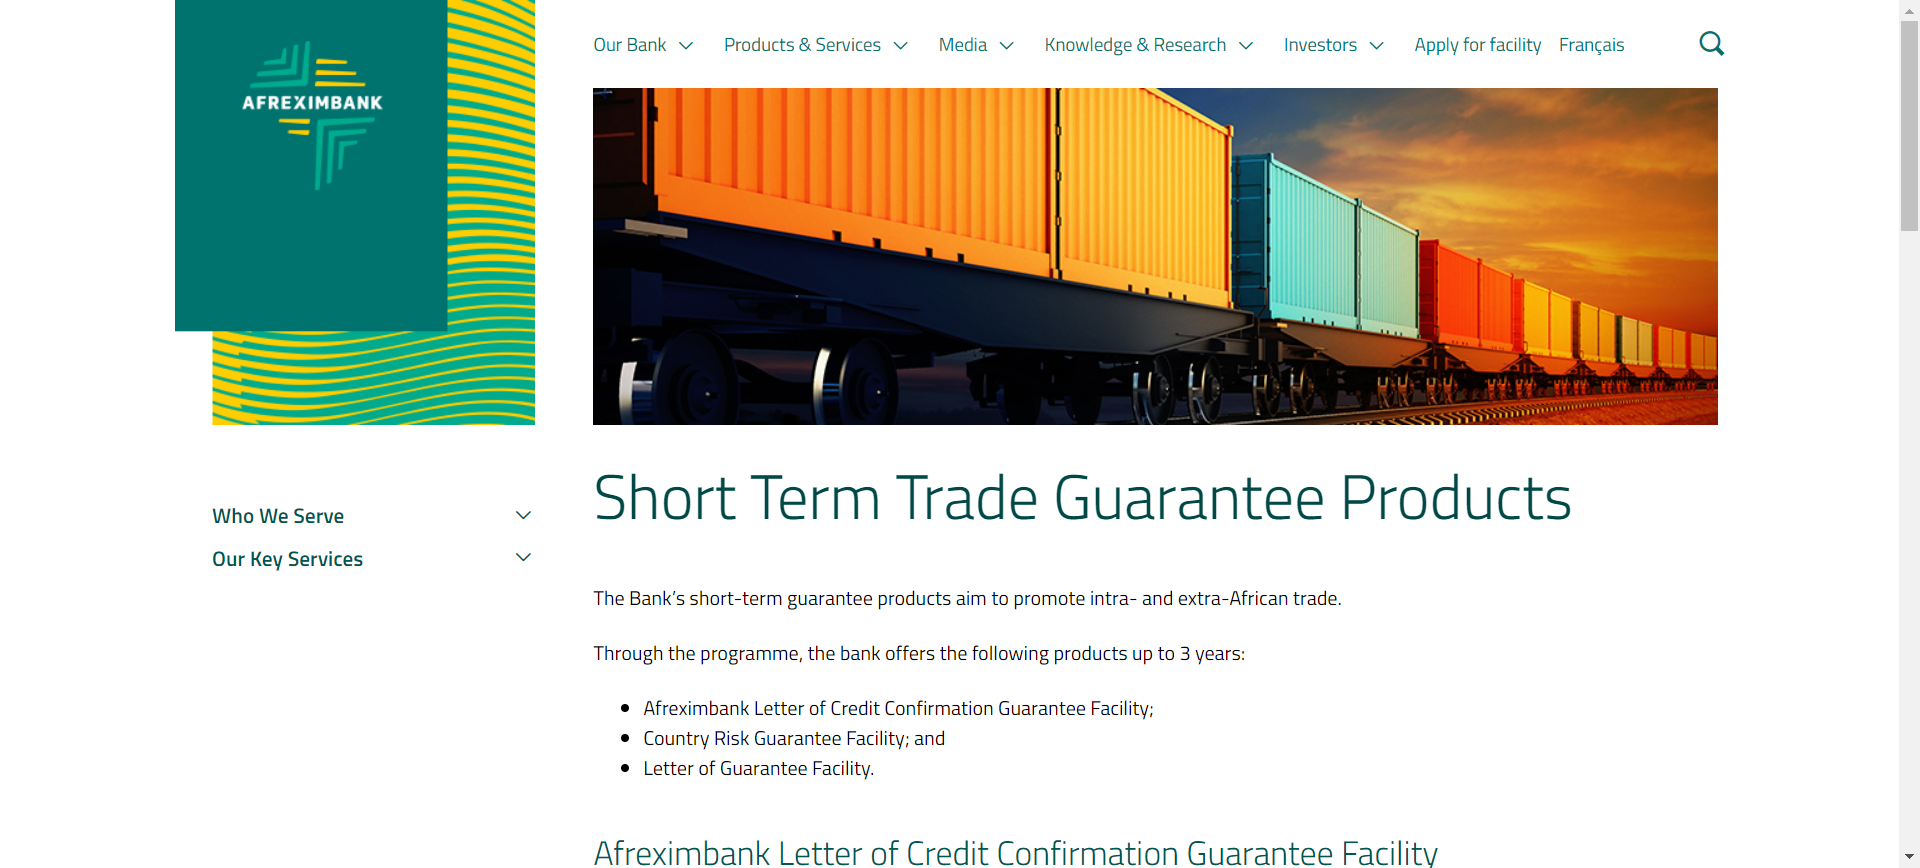 AFREXIMBANK
Our Bank
Products & Services
Media
Knowledge & Research
Investors
Apply for facility
Français
Short Term Trade Guarantee Products
Who We Serve
Our Key Services
The Bank’s short-term guarantee products aim to promote intra- and extra-African trade.
Through the programme, the bank offers the following products up to 3 years:
Afreximbank Letter of Credit Confirmation Guarantee Facility;
Country Risk Guarantee Facility; and
Letter of Guarantee Facility.
Afreximbank Letter of Credit Confirmation Guarantee Facility